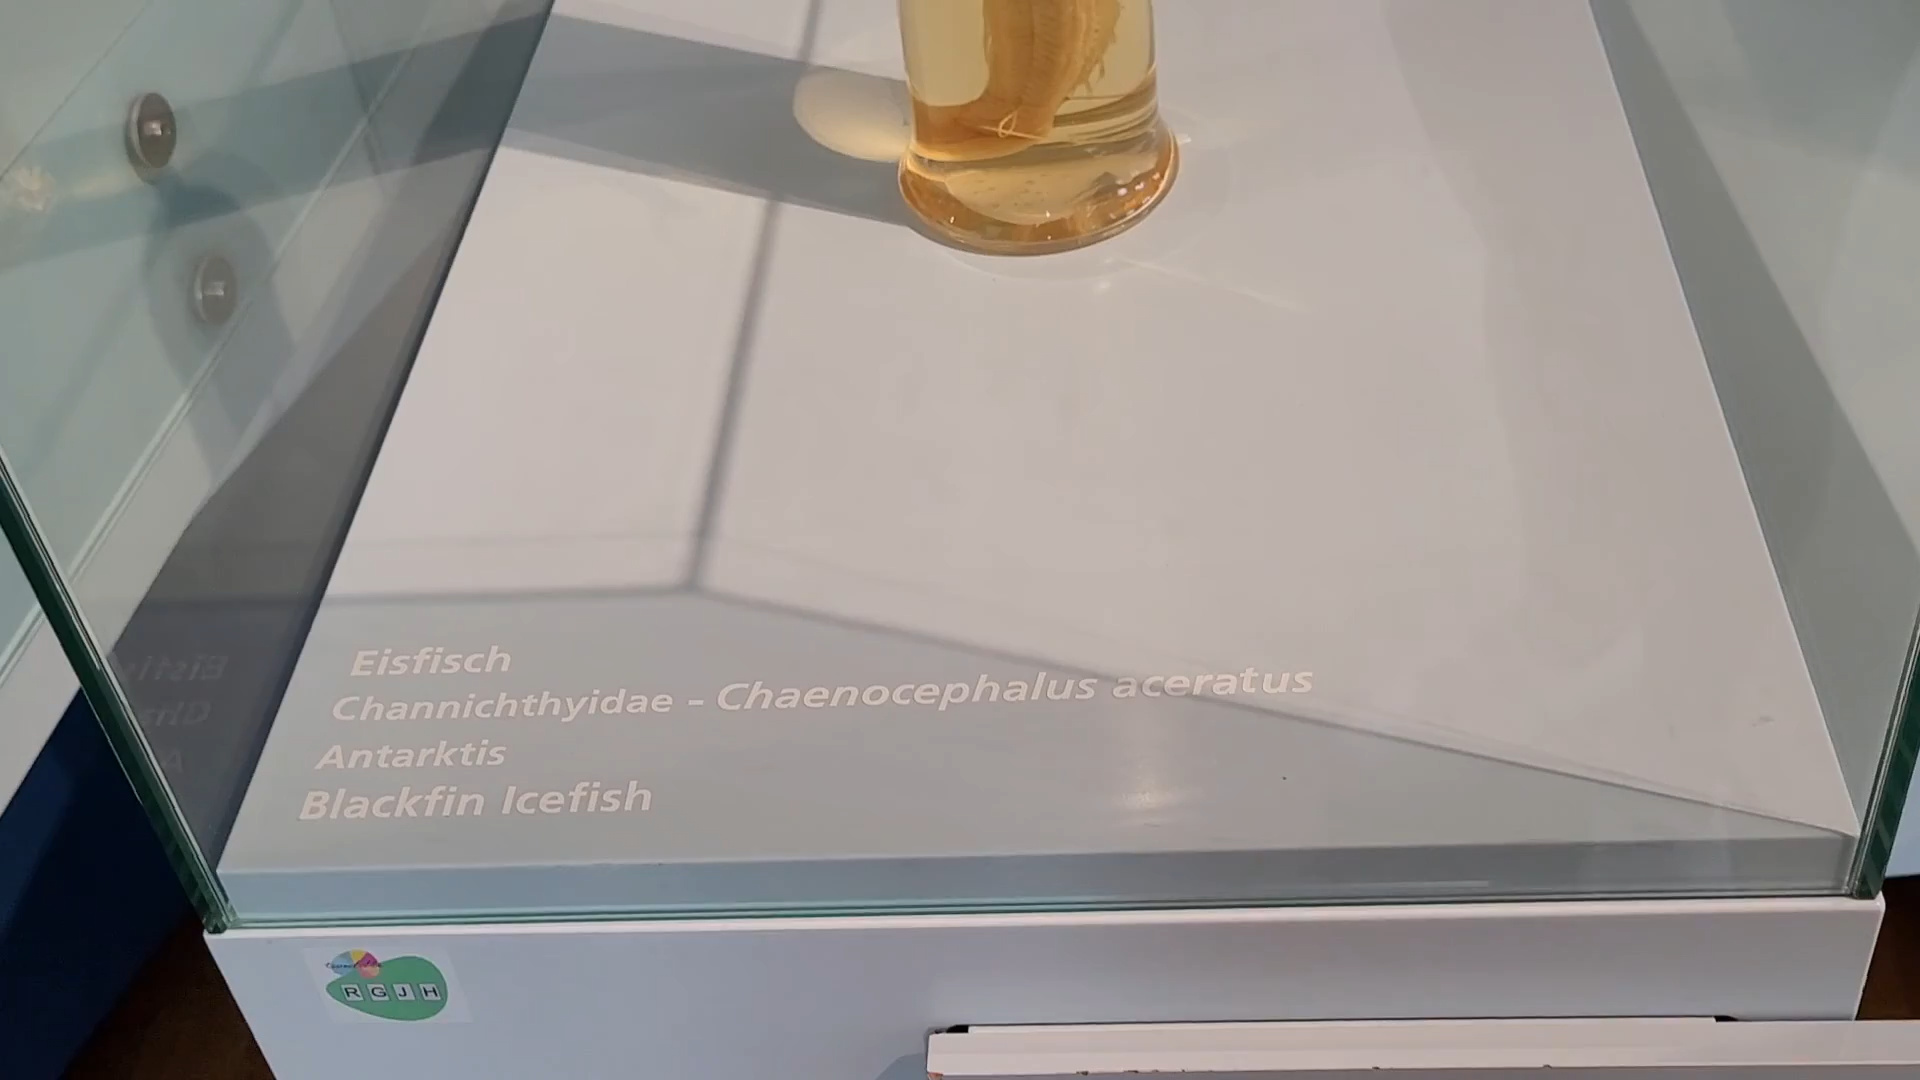 Eisfisch
Channichthyidae - Chaenocephalus aceratus
Antarktis
Blackfin Icefish
R G J H